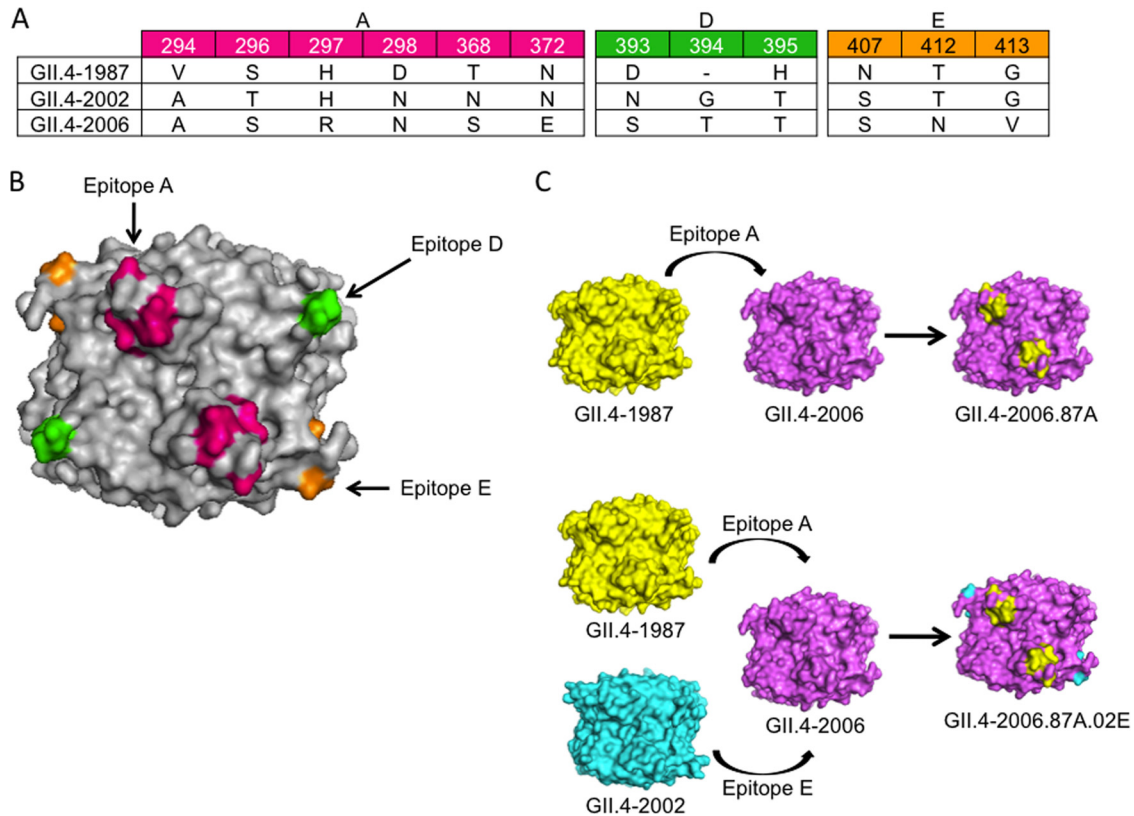 A
A D E
294 296 297 298 368 372 393 394 395 407 412 413
GII.4-1987 V S H D T N D - H N T G
GII.4-2002 A T H N N N N G T S T G
GII.4-2006 A S R N S E S T T S N V
B
Epitope A
Epitope D
Epitope E
C
Epitope A
GII.4-1987 GII.4-2006 GII.4-2006.87A
Epitope A
GII.4-1987
GII.4-2006 GII.4-2006.87A.02E
Epitope E
GII.4-2002